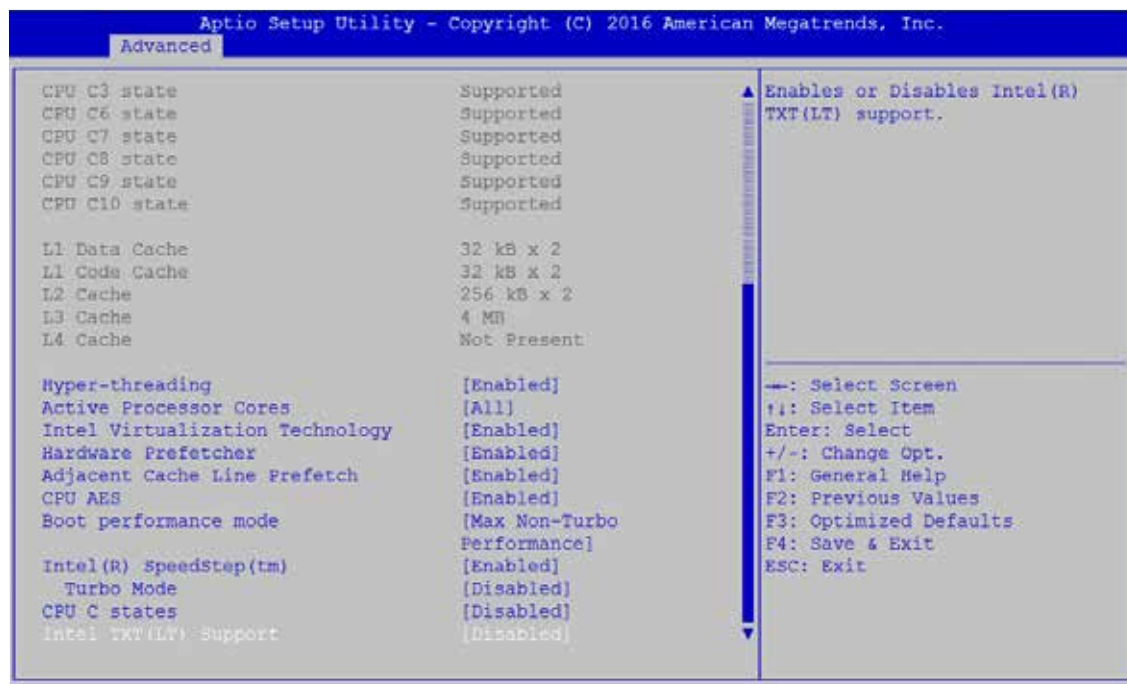 Aptio Setup Utility - Copyright (C) 2016 American Megatrends, Inc.
Advanced
CPU C3 state Supported
CPU C6 state Supported
CPU C7 state Supported
CPU C8 state Supported
CPU C9 state Supported
CPU C10 state Supported
L1 Data Cache 32 kB x 2
L1 Code Cache 32 kB x 2
L2 Cache 256 kB x 2
L3 Cache 4 MB
L4 Cache Not Present
Hyper-threading [Enabled]
Active Processor Cores [All]
Intel Virtualization Technology [Enabled]
Hardware Prefetcher [Enabled]
Adjacent Cache Line Prefetch [Enabled]
CPU AES [Enabled]
Boot performance mode [Max Non-Turbo
Performance]
Intel(R) SpeedStep(tm) [Enabled]
Turbo Mode [Disabled]
CPU C states [Disabled]
Intel TXT(LT) Support [Disabled]
Enables or Disables Intel(R)
TXT(LT) support.
→←: Select Screen
↑↓: Select Item
Enter: Select
+/-: Change Opt.
F1: General Help
F2: Previous Values
F3: Optimized Defaults
F4: Save & Exit
ESC: Exit